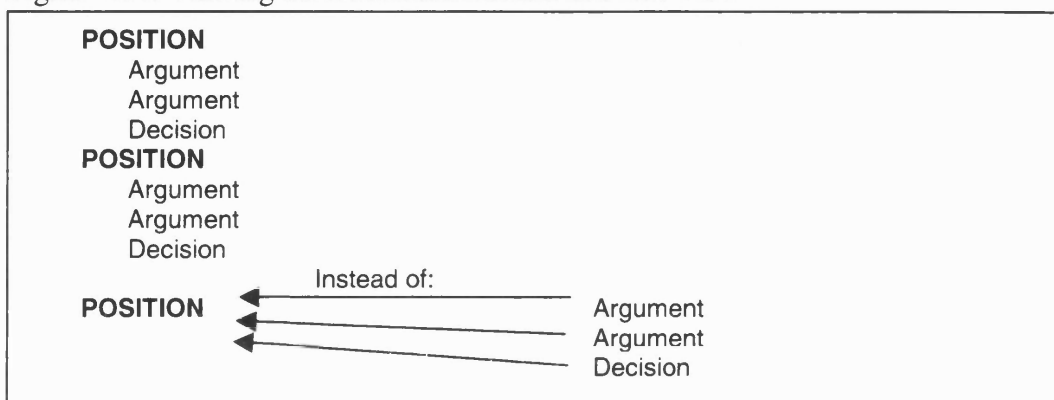 POSITION
Argument
Argument
Decision
POSITION
Argument
Argument
Decision
Instead of:
POSITION
Argument
Argument
Decision